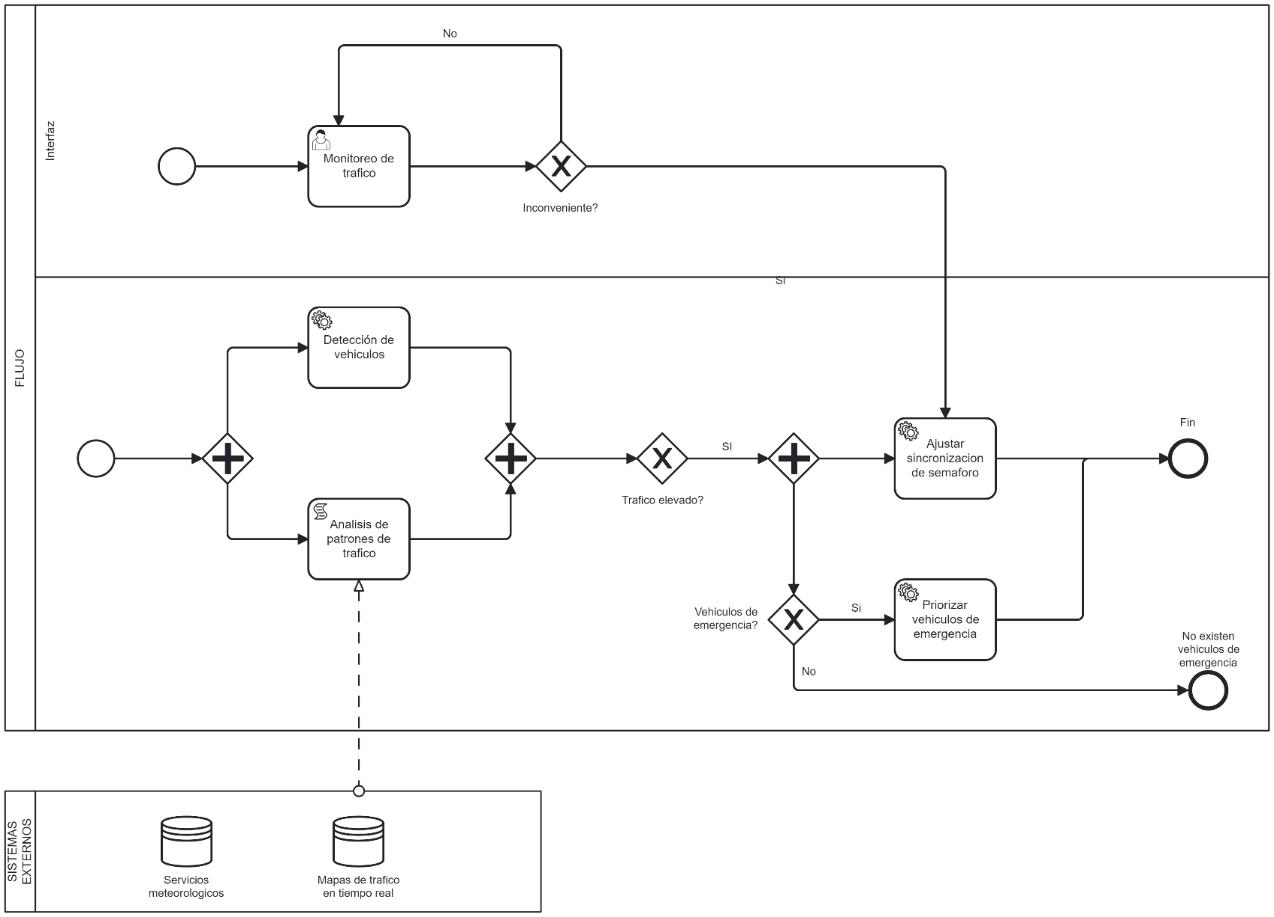 No
Interfaz
Monitoreo de
trafico
Inconveniente?
SI
FLUJO
Detección de
vehiculos
Fin
Ajustar
sincronizacion
de semaforo
SI
Trafico elevado?
Analisis de
patrones de
trafico
Vehiculos de
emergencia?
Si
Priorizar
vehiculos de
emergencia
No existen
vehiculos de
emergencia
No
SISTEMAS
EXTERNOS
Servicios
meteorologicos
Mapas de trafico
en tiempo real